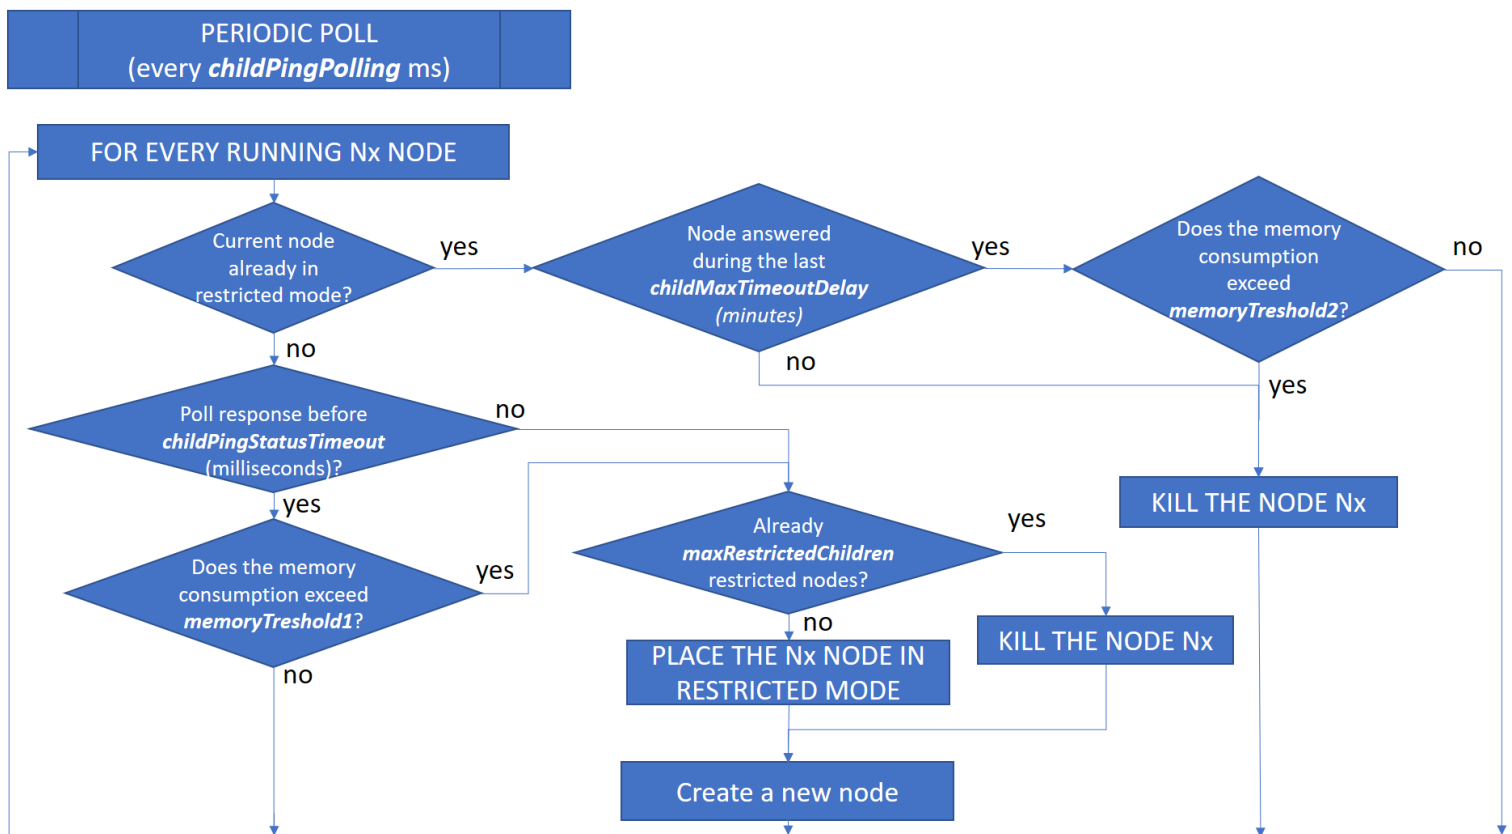 PERIODIC POLL
(every childPingPolling ms)
FOR EVERY RUNNING Nx NODE
Current node
already in
restricted mode?
yes
Node answered
during the last
childMaxTimeoutDelay
(minutes)
yes
Does the memory
consumption
exceed
memoryTreshold2?
no
no
no
yes
Poll response before
childPingStatusTimeout
(milliseconds)?
no
yes
KILL THE NODE Nx
Already
maxRestrictedChildren
restricted nodes?
yes
Does the memory
consumption exceed
memoryTreshold1?
yes
no
KILL THE NODE Nx
PLACE THE Nx NODE IN
RESTRICTED MODE
no
Create a new node